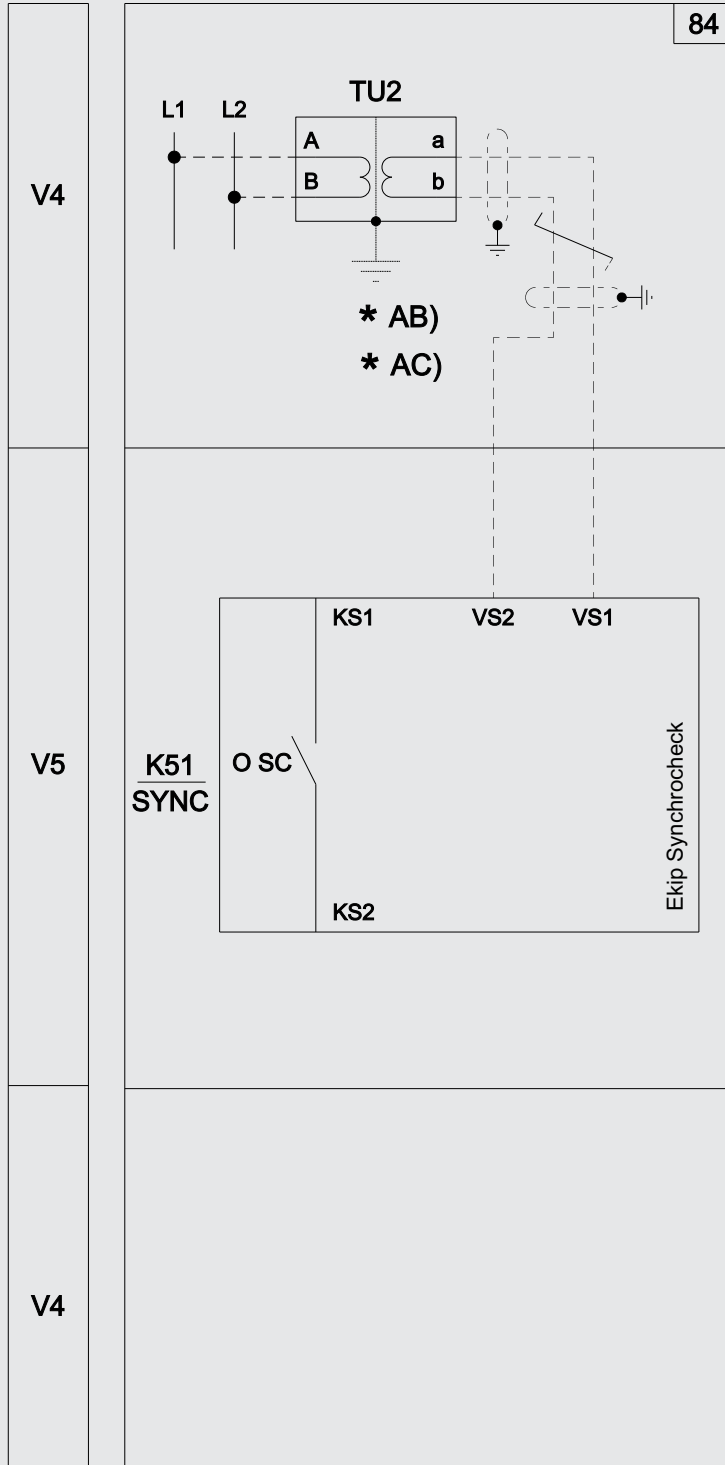 84
TU2
L1 L2
A a
B b
V4
* AB)
* AC)
KS1 VS2 VS1
V5
K51
SYNC
O SC
Ekip Synchrocheck
KS2
V4